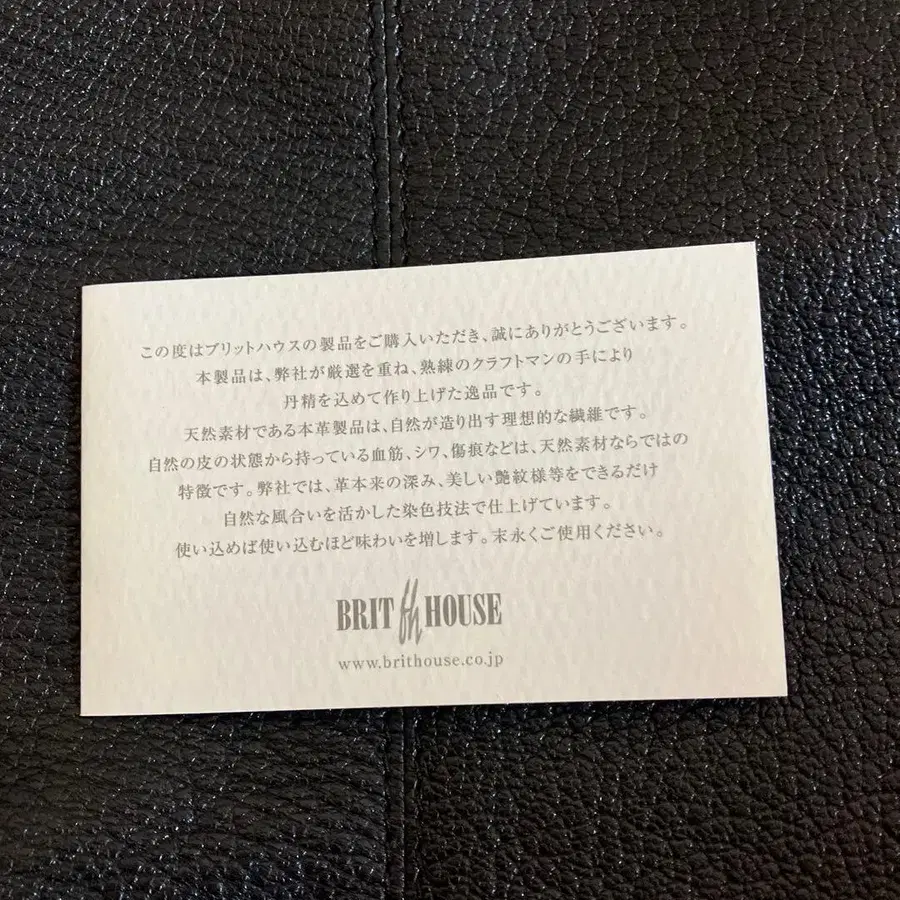 この度はブリットハウスの製品をご購入いただき、誠にありがとうございます。
本製品は、弊社が厳選を重ね、熟練のクラフトマンの手により
丹精を込めて作り上げた逸品です。
天然素材である本革製品は、自然が造り出す理想的な繊維です。
自然の皮の状態から持っている血筋、シワ、傷痕などは、天然素材ならではの
特徴です。弊社では、革本来の深み、美しい艶紋様等をできるだけ
自然な風合いを活かした染色技法で仕上げています。
使い込めば使い込むほど味わいを増します。末永くご使用ください。
BRIT bh HOUSE
www.brithouse.co.jp